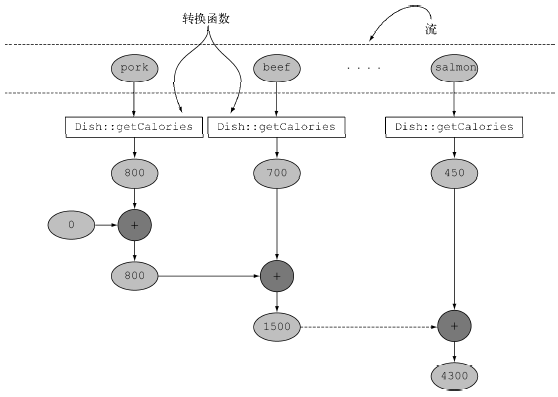 转换函数
流
pork beef .... salmon
Dish::getCalories Dish::getCalories Dish::getCalories
800 700 450
0 +
800 +
1500 +
4300